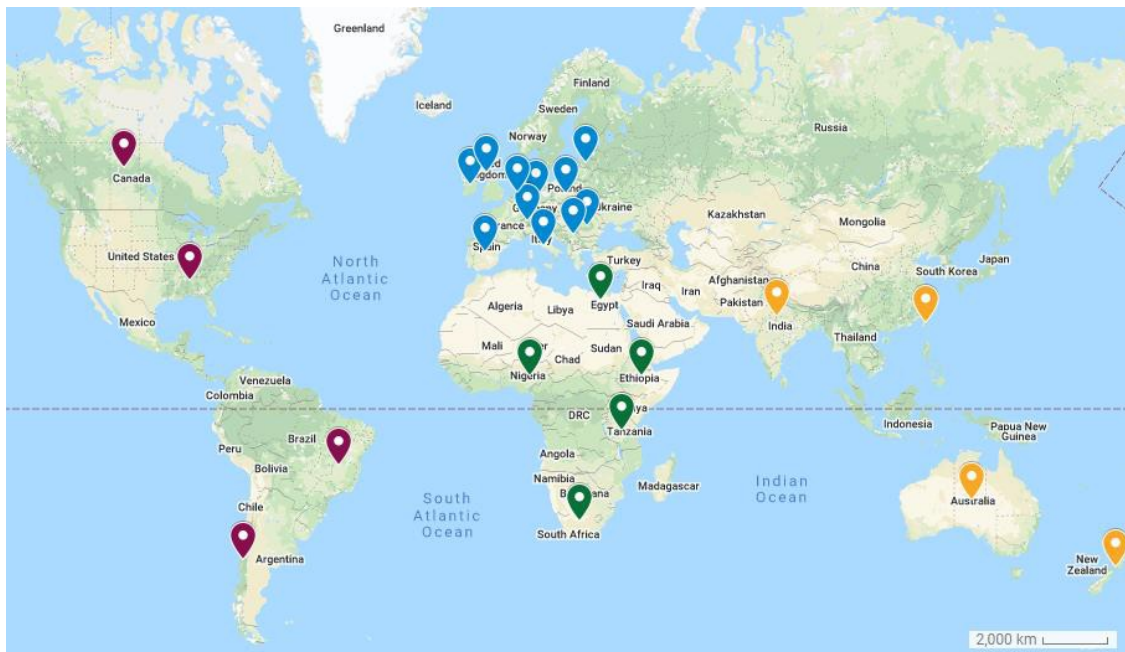 Greenland
Iceland
Finland
Sweden
Norway
Russia
Canada
Poland
Ukraine
Kazakhstan
Mongolia
France
Spain
Italy
United States
Turkey
Japan
South Korea
China
North
Atlantic
Ocean
Afghanistan
Iraq
Iran
Pakistan
Algeria
Libya
Egypt
Saudi Arabia
Mexico
India
Thailand
Mali
Chad
Sudan
Nigeria
Ethiopia
Venezuela
Colombia
DRC
Tanzania
Indonesia
Papua New
Guinea
Brazil
Peru
Angola
Bolivia
Namibia
Madagascar
Indian
Ocean
South
Atlantic
Ocean
Australia
Chile
South Africa
Argentina
New
Zealand
2,000 km